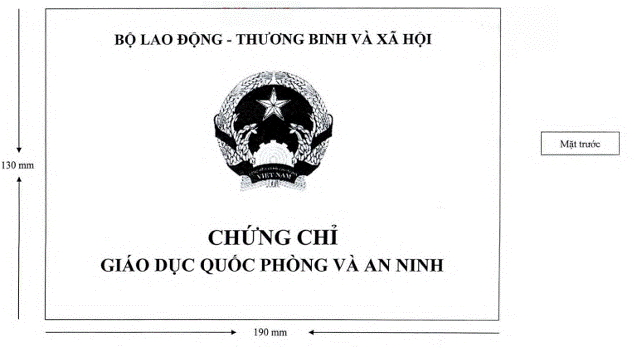 BỘ LAO ĐỘNG - THƯƠNG BINH VÀ XÃ HỘI
130 mm
Mặt trước
VIỆT NAM
CHỨNG CHỈ
GIÁO DỤC QUỐC PHÒNG VÀ AN NINH
190 mm